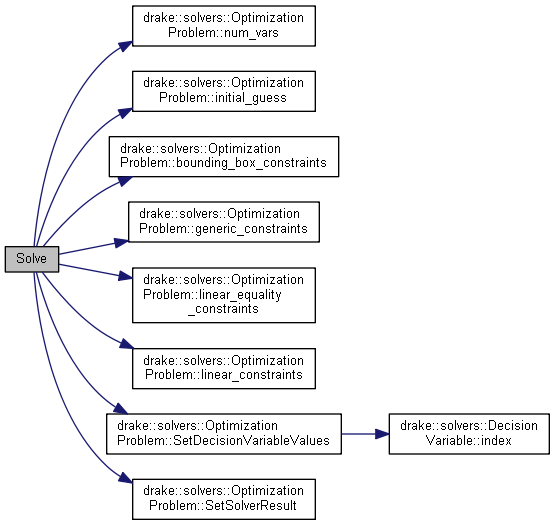 drake::solvers::Optimization
Problem::num_vars
drake::solvers::Optimization
Problem::initial_guess
drake::solvers::Optimization
Problem::bounding_box_constraints
drake::solvers::Optimization
Problem::generic_constraints
Solve
drake::solvers::Optimization
Problem::linear_equality
_constraints
drake::solvers::Optimization
Problem::linear_constraints
drake::solvers::Optimization
Problem::SetDecisionVariableValues
drake::solvers::Decision
Variable::index
drake::solvers::Optimization
Problem::SetSolverResult